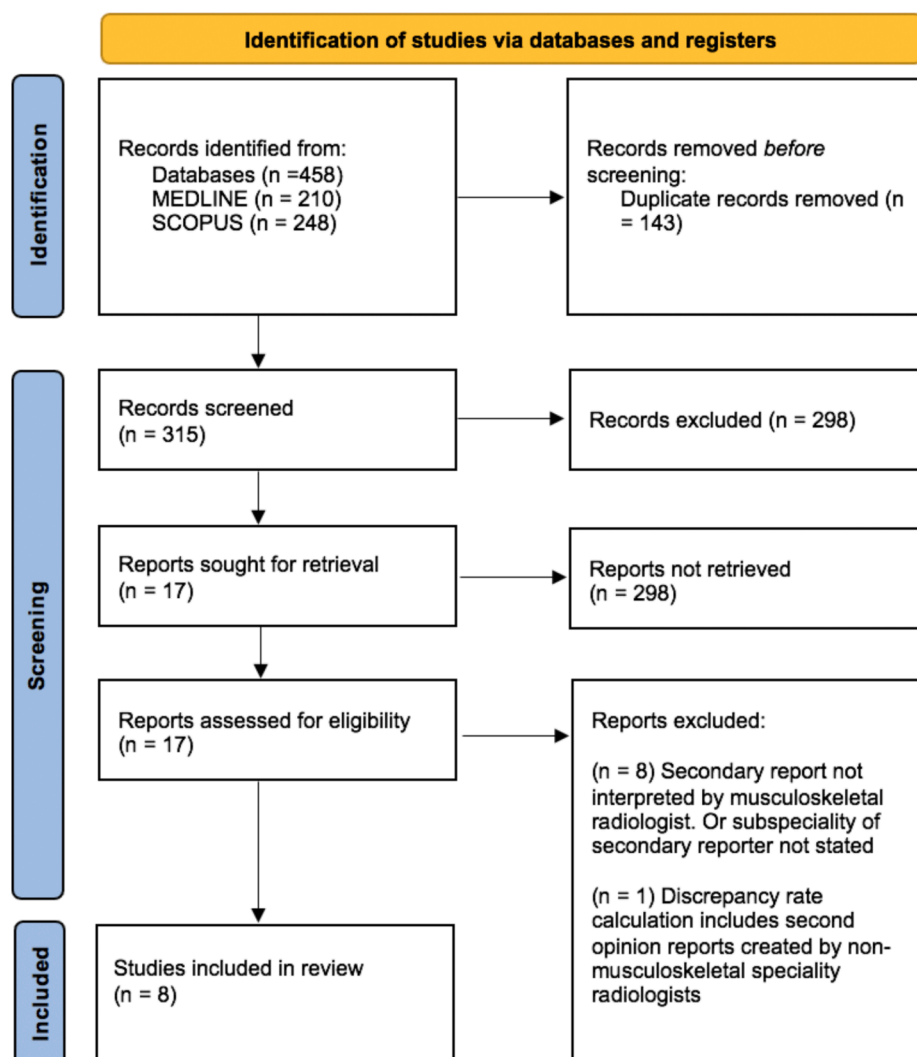 Identification of studies via databases and registers
Identification
Records identified from:
Databases (n =458)
MEDLINE (n = 210)
SCOPUS (n = 248)
Records removed before
screening:
Duplicate records removed (n
= 143)
Screening
Records screened
(n = 315)
Records excluded (n = 298)
Reports sought for retrieval
(n = 17)
Reports not retrieved
(n = 298)
Reports assessed for eligibility
(n = 17)
Reports excluded:
(n = 8) Secondary report not
interpreted by musculoskeletal
radiologist. Or subspeciality of
secondary reporter not stated
(n = 1) Discrepancy rate
calculation includes second
opinion reports created by non-
musculoskeletal speciality
radiologists
Included
Studies included in review
(n = 8)